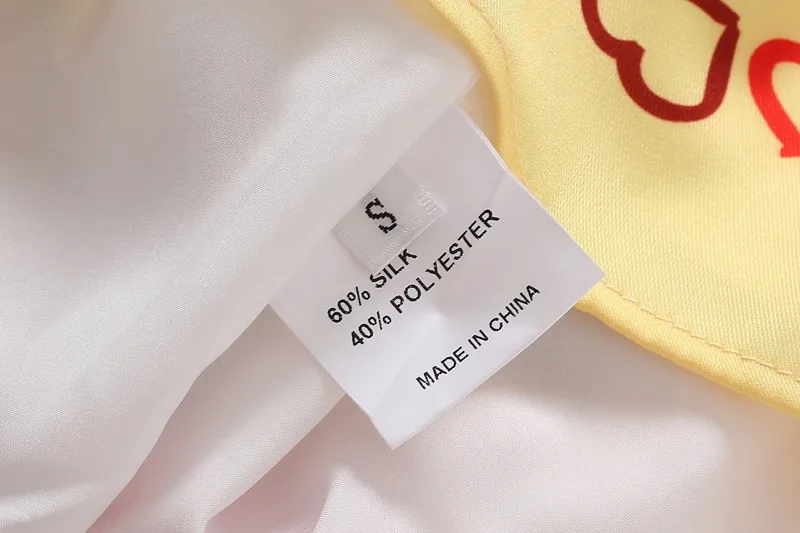 S
60% SILK
40% POLYESTER
MADE IN CHINA